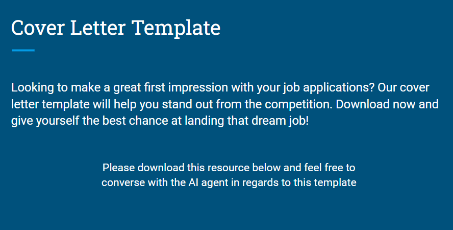 Cover Letter Template
Looking to make a great first impression with your job applications? Our cover
letter template will help you stand out from the competition. Download now and
give yourself the best chance at landing that dream job!
Please download this resource below and feel free to
converse with the AI agent in regards to this template